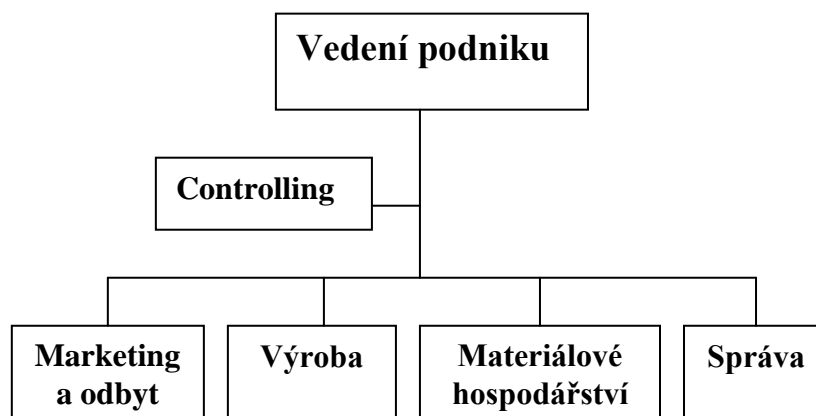 Vedení podniku
Controlling
Marketing
a odbyt
Výroba
Materiálové
hospodářství
Správa